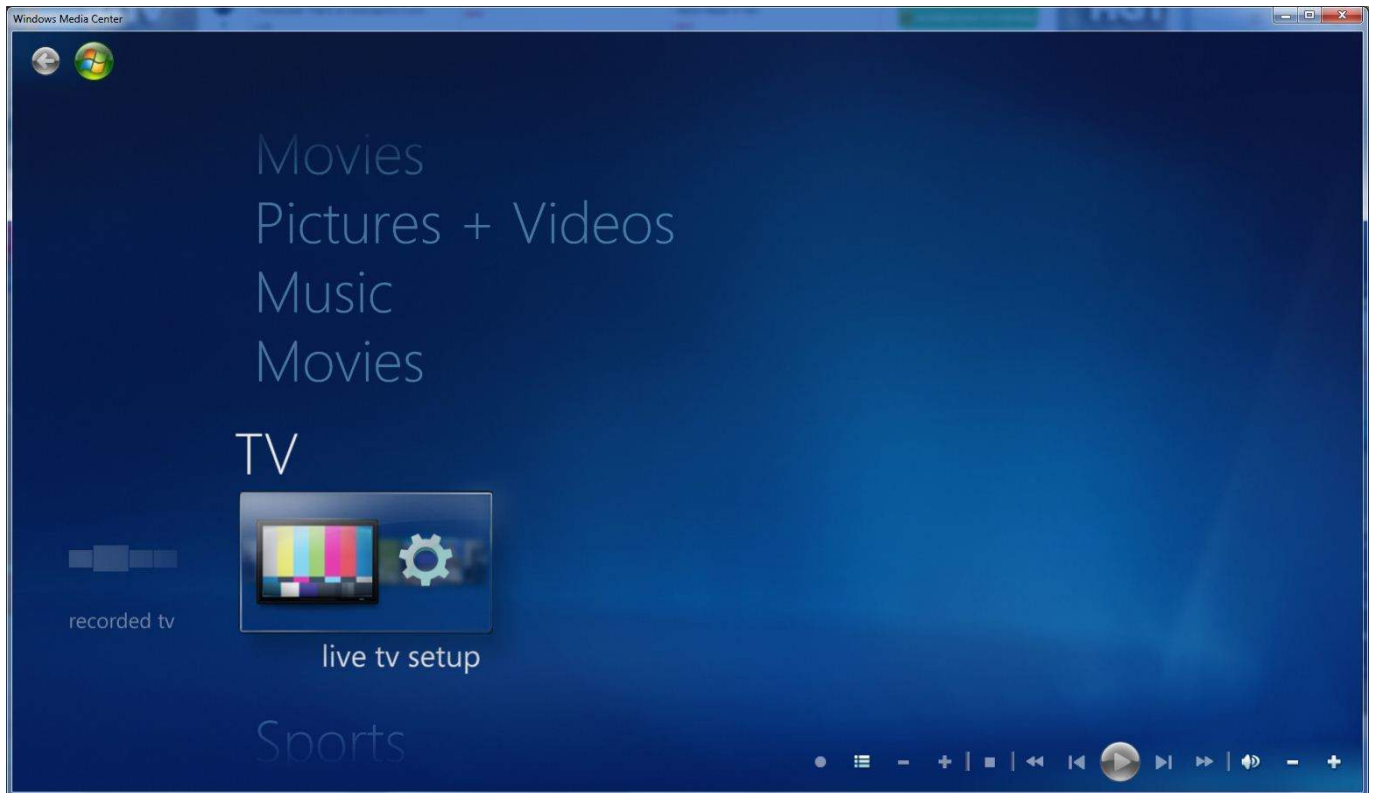 Windows Media Center
Movies
Pictures + Videos
Music
Movies
TV
recorded tv
live tv setup
Sports